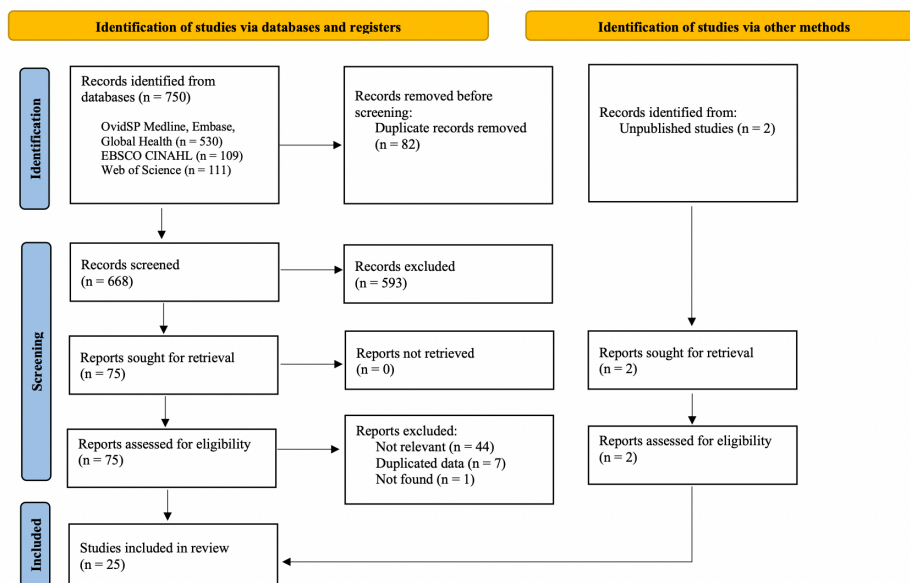 Identification of studies via databases and registers
Identification of studies via other methods
Identification
Records identified from
databases (n = 750)
OvidSP Medline, Embase,
Global Health (n = 530)
EBSCO CINAHL (n = 109)
Web of Science (n = 111)
Records removed before
screening:
Duplicate records removed
(n = 82)
Records identified from:
Unpublished studies (n = 2)
Screening
Records screened
(n = 668)
Records excluded
(n = 593)
Reports sought for retrieval
(n = 75)
Reports not retrieved
(n = 0)
Reports sought for retrieval
(n = 2)
Reports assessed for eligibility
(n = 75)
Reports excluded:
Not relevant (n = 44)
Duplicated data (n = 7)
Not found (n = 1)
Reports assessed for eligibility
(n = 2)
Included
Studies included in review
(n = 25)